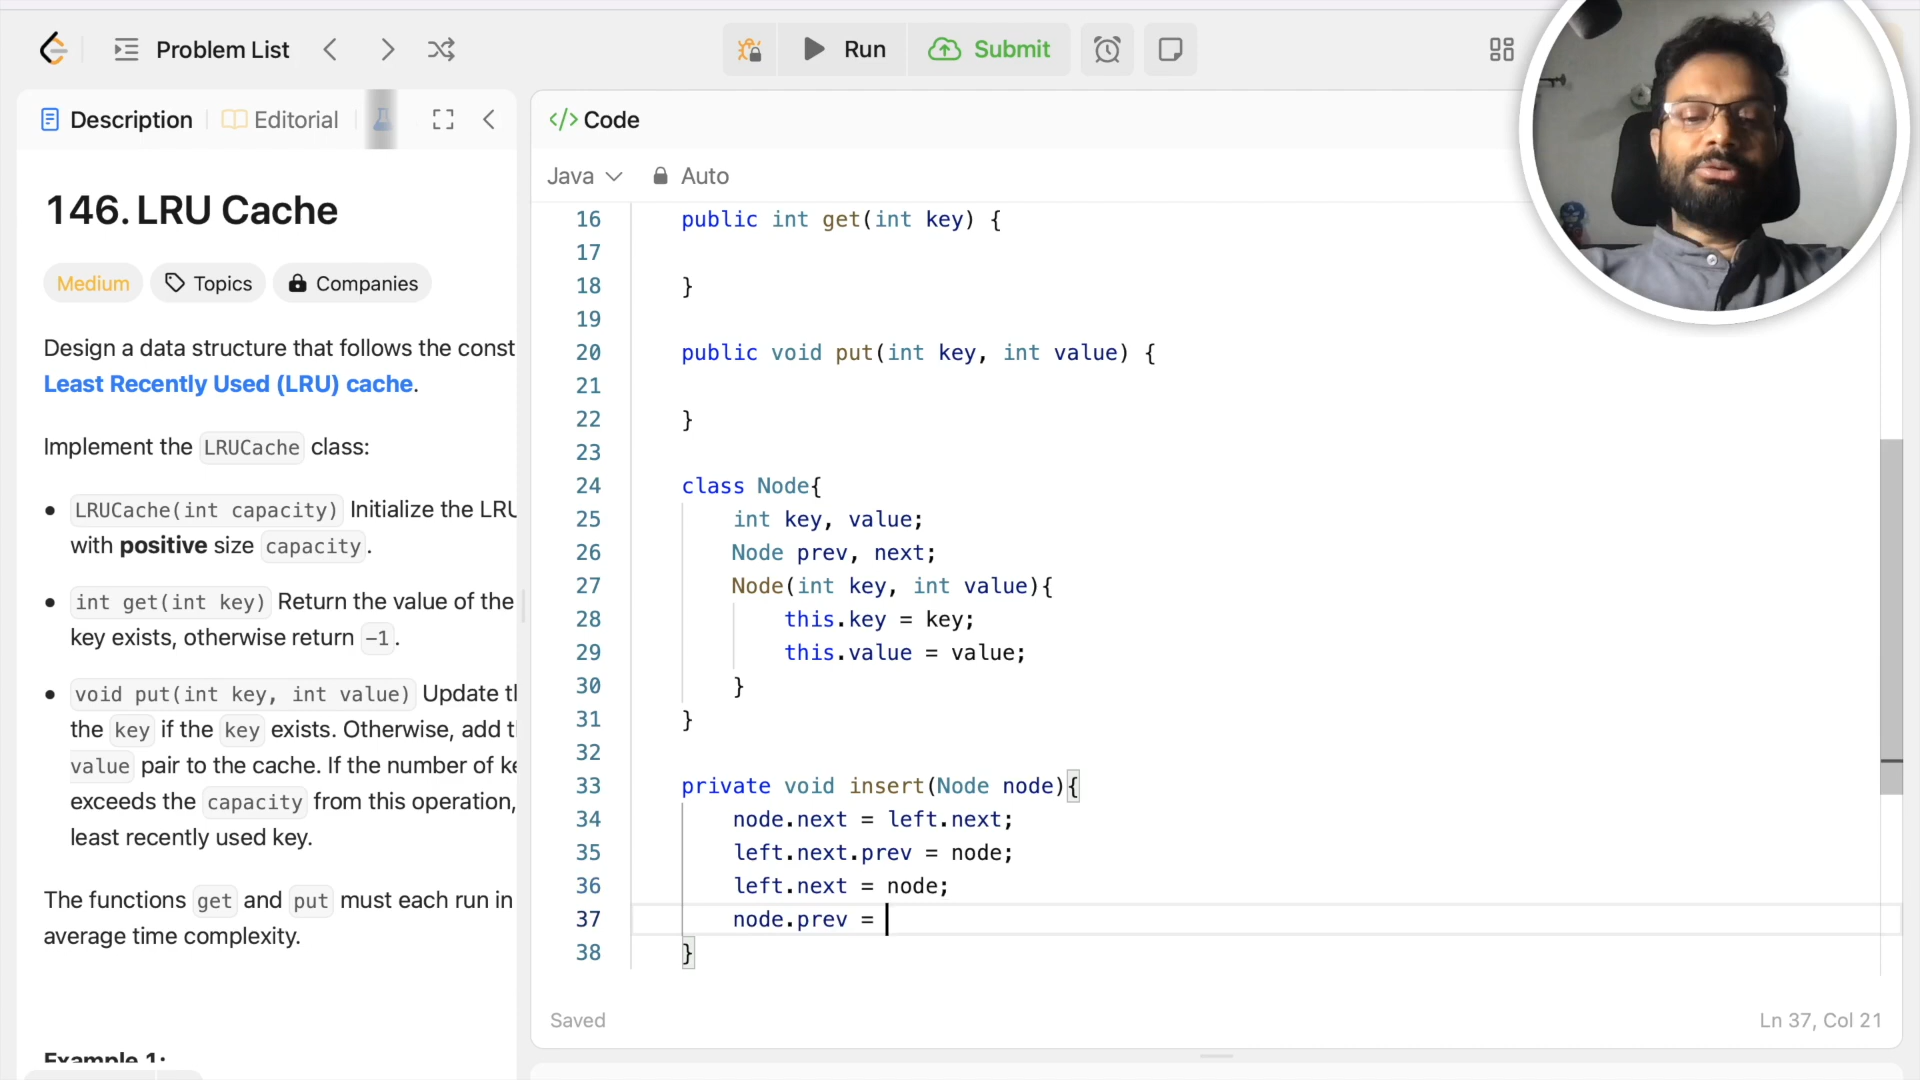 Problem List
Run
Submit
Description
Editorial
</> Code
Java
Auto
146. LRU Cache
Medium
Topics
Companies
Design a data structure that follows the const
Least Recently Used (LRU) cache.
Implement the LRUCache class:
• LRUCache(int capacity) Initialize the LRU
with positive size capacity.
• int get(int key) Return the value of the
key exists, otherwise return -1.
• void put(int key, int value) Update th
the key if the key exists. Otherwise, add t
value pair to the cache. If the number of ke
exceeds the capacity from this operation,
least recently used key.
The functions get and put must each run in
average time complexity.
Example 1:
16 public int get(int key) {
17
18 }
19
20 public void put(int key, int value) {
21
22 }
23
24 class Node{
25 int key, value;
26 Node prev, next;
27 Node(int key, int value){
28 this.key = key;
29 this.value = value;
30 }
31 }
32
33 private void insert(Node node){
34 node.next = left.next;
35 left.next.prev = node;
36 left.next = node;
37 node.prev =
38 }
Saved
Ln 37, Col 21